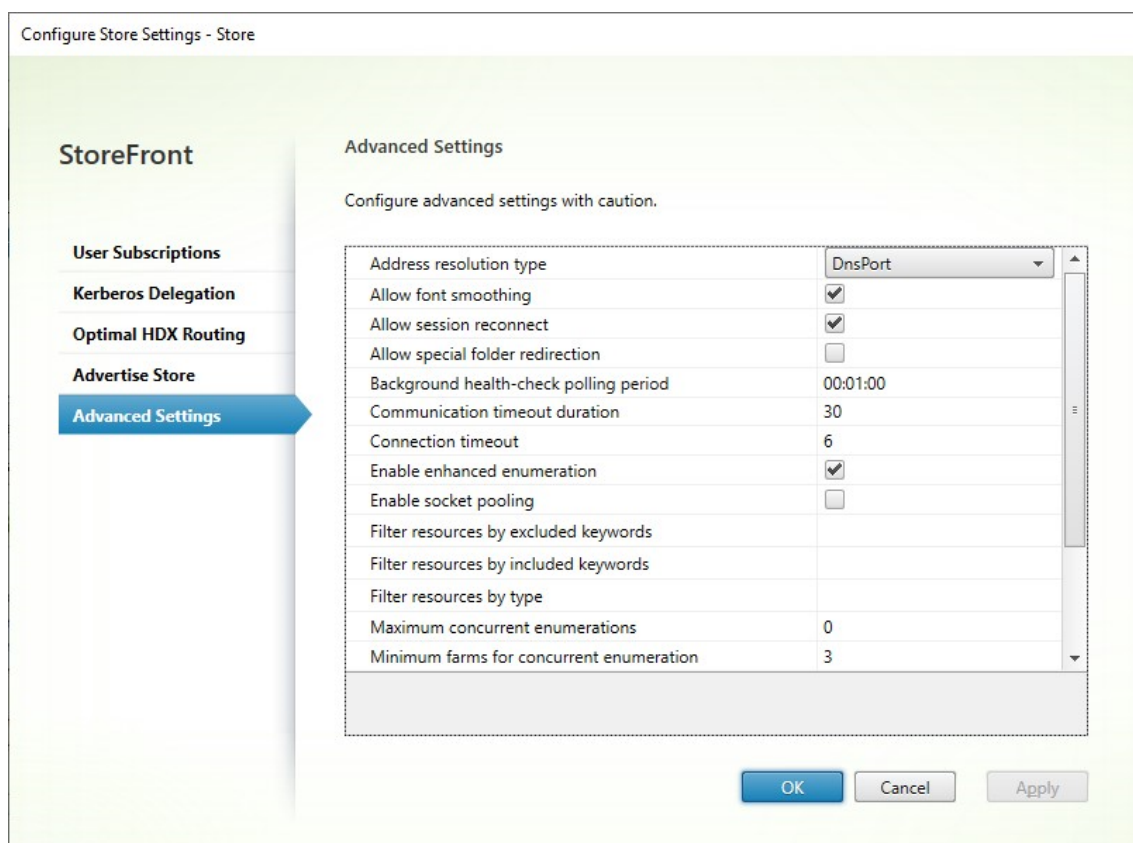 Configure Store Settings - Store
StoreFront
User Subscriptions
Kerberos Delegation
Optimal HDX Routing
Advertise Store
Advanced Settings
Advanced Settings
Configure advanced settings with caution.
Address resolution type DnsPort
Allow font smoothing
Allow session reconnect
Allow special folder redirection
Background health-check polling period 00:01:00
Communication timeout duration 30
Connection timeout 6
Enable enhanced enumeration
Enable socket pooling
Filter resources by excluded keywords
Filter resources by included keywords
Filter resources by type
Maximum concurrent enumerations 0
Minimum farms for concurrent enumeration 3
OK Cancel Apply